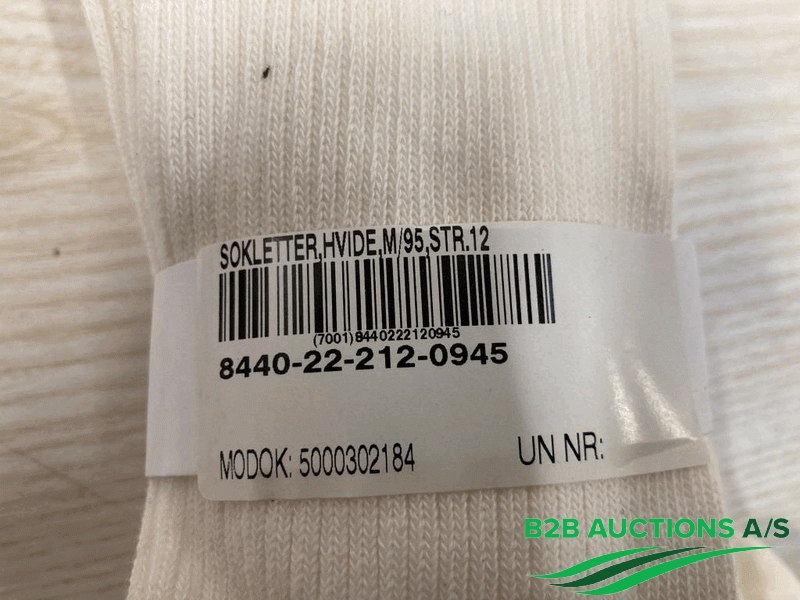 SOKLETTER,HVIDE,M/95,STR.12
(7001)8440222120945
8440-22-212-0945
MODOK: 5000302184
UN NR:
B2B AUCTIONS A/S